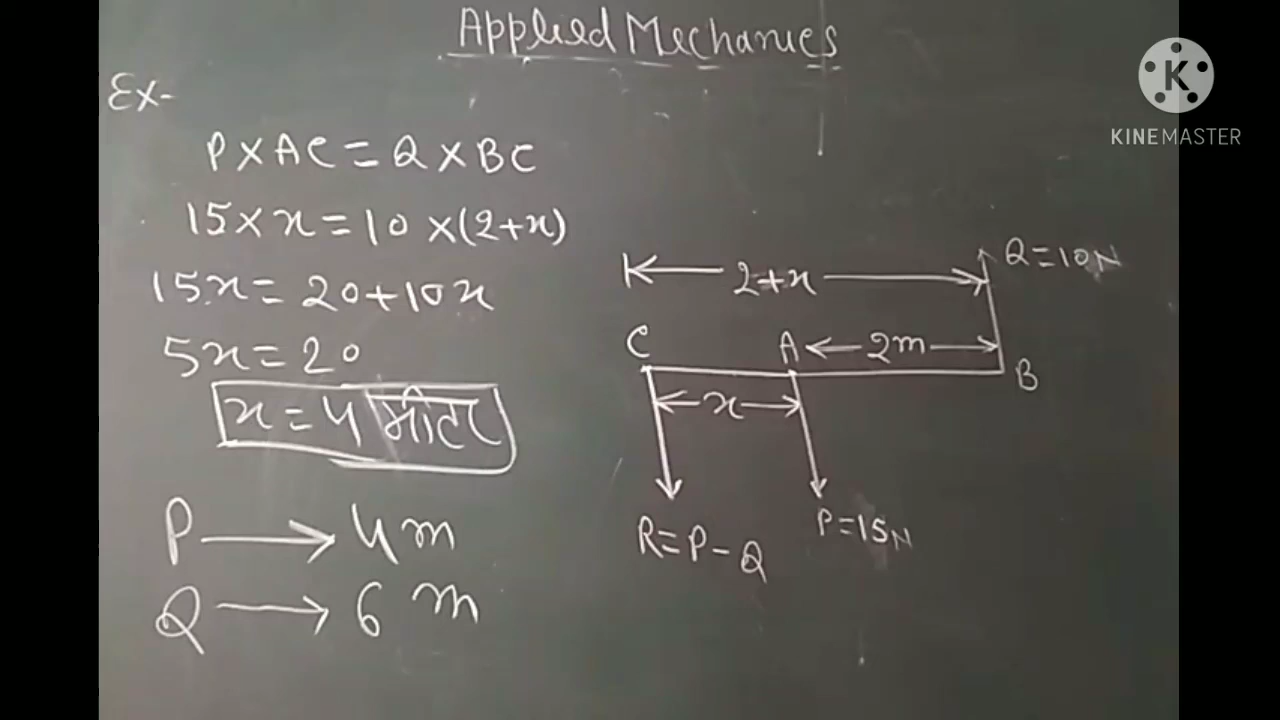 Applied Mechanics
Ex-
P×AC=Q×BC
15×x=10×(2+x)
15x=20+10x
5x=20
x=4 मीटर
P→4m
Q→6 m
K
KINEMASTER
2+x
Q=10N
C
A
2m
B
x
R=P-Q
P=15N